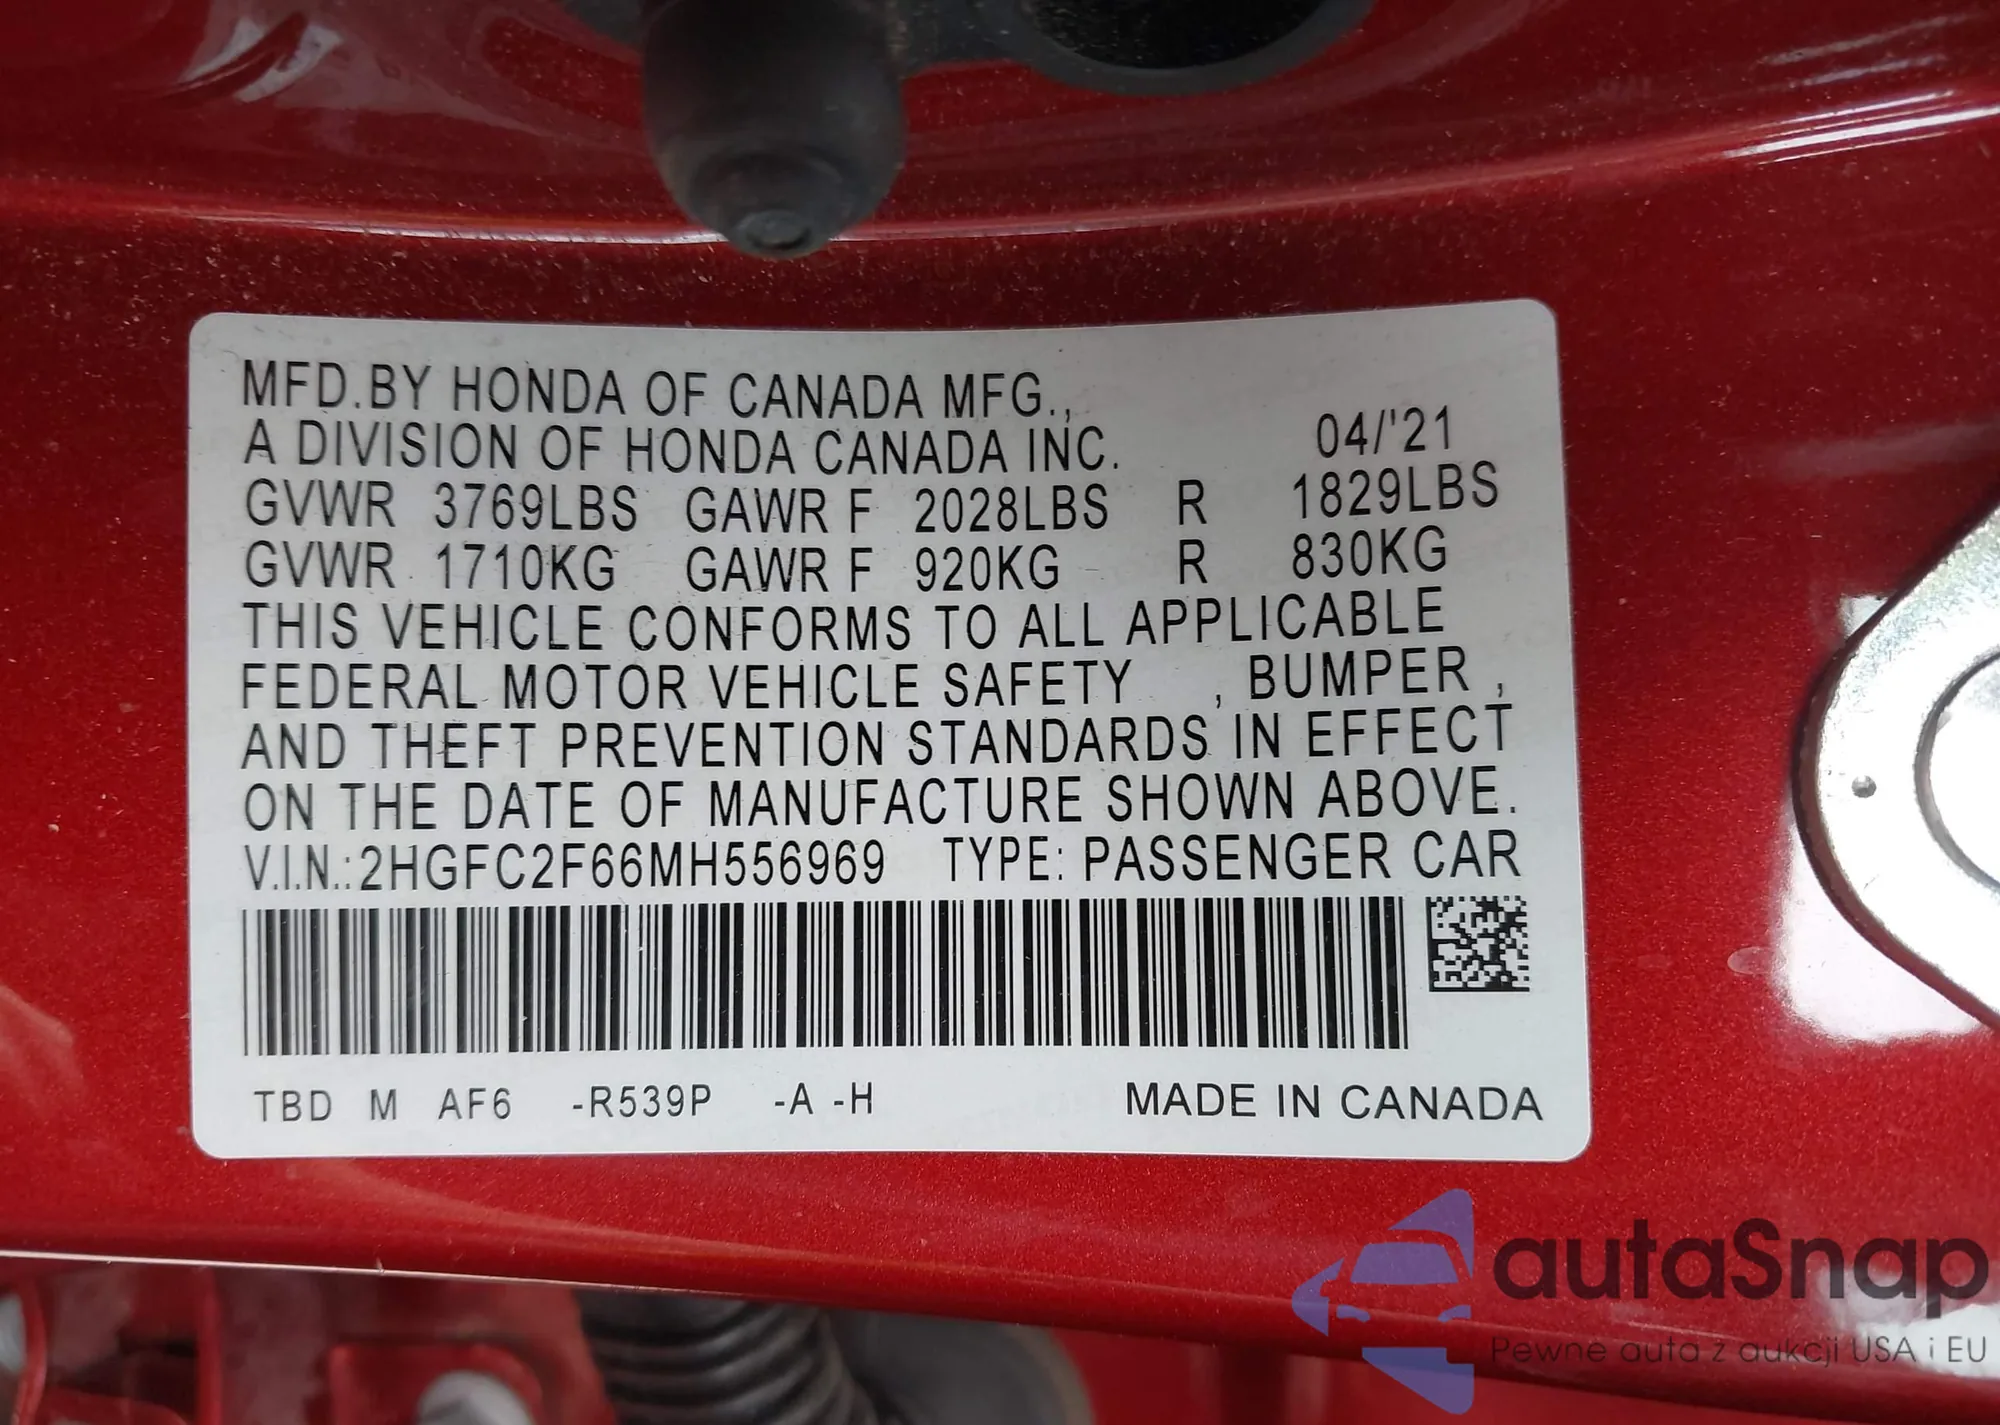 MFD.BY HONDA OF CANADA MFG.,
A DIVISION OF HONDA CANADA INC. 04/'21
GVWR 3769LBS GAWR F 2028LBS R 1829LBS
GVWR 1710KG GAWR F 920KG R 830KG
THIS VEHICLE CONFORMS TO ALL APPLICABLE
FEDERAL MOTOR VEHICLE SAFETY , BUMPER ,
AND THEFT PREVENTION STANDARDS IN EFFECT
ON THE DATE OF MANUFACTURE SHOWN ABOVE.
V.I.N.:2HGFC2F66MH556969 TYPE: PASSENGER CAR
TBD M AF6 -R539P -A -H MADE IN CANADA
autaSnap
Pewne auta z aukcji USA i EU